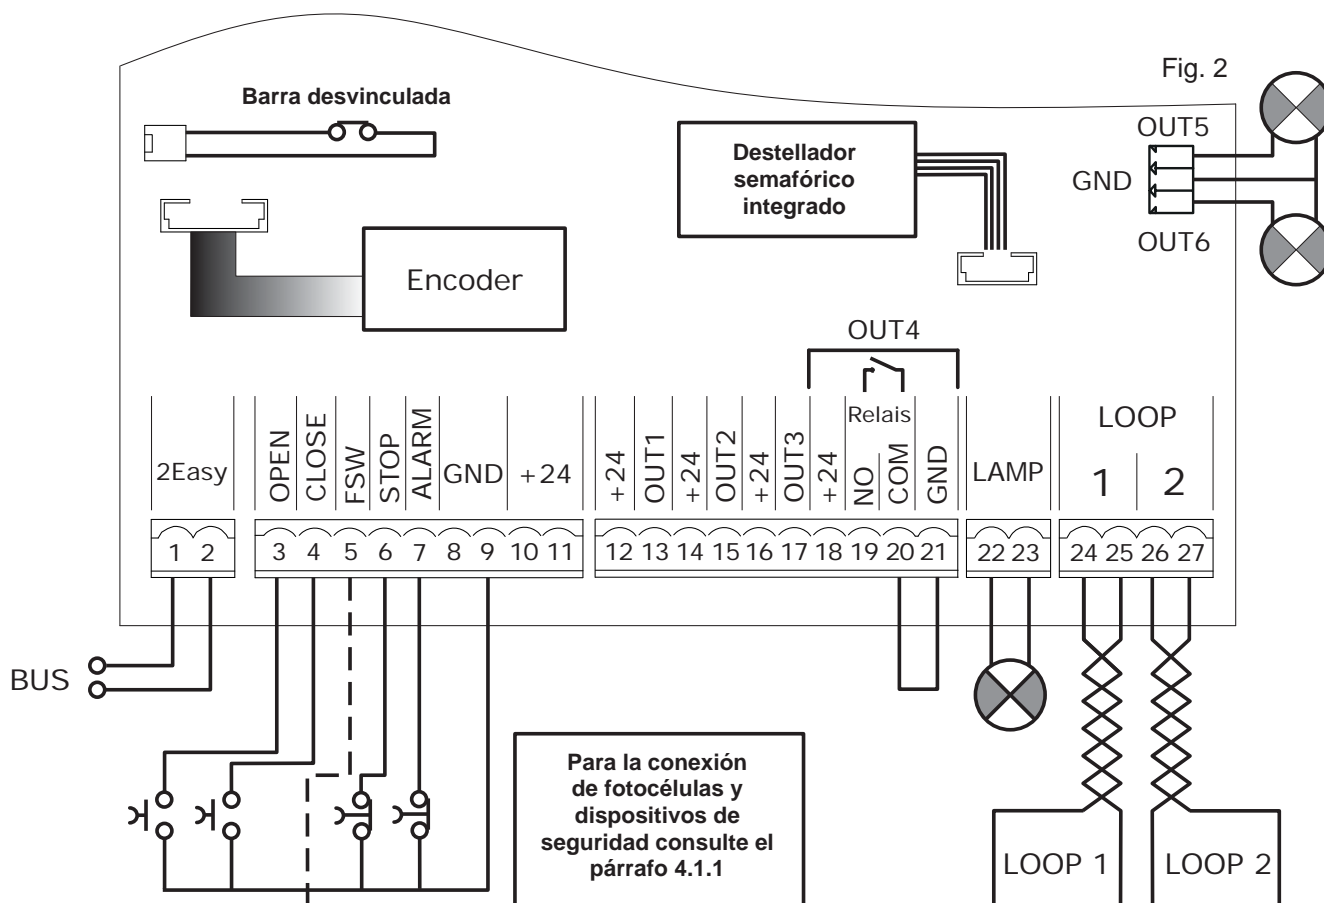 Fig. 2
Barra desvinculada
Destellador
semafórico
integrado
OUT5
GND
OUT6
Encoder
OUT4
Relais
LOOP
2Easy
OPEN
CLOSE
FSW
STOP
ALARM
GND
+24
+24
OUT1
+24
OUT2
+24
OUT3
+24
NO
COM
GND
LAMP
1
2
1 2
3 4 5 6 7 8 9 10 11
12 13 14 15 16 17 18 19 20 21
22 23
24 25 26 27
BUS
Para la conexión
de fotocélulas y
dispositivos de
seguridad consulte el
párrafo 4.1.1
LOOP 1
LOOP 2